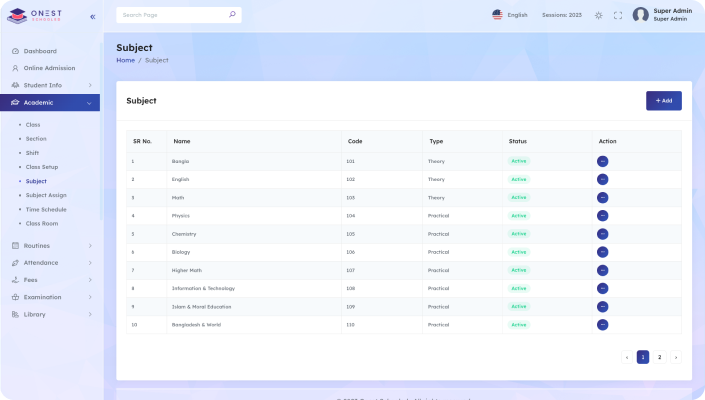 ONEST
SCHOOLED
Search Page
English
Sessions: 2023
Super Admin
Super Admin
Dashboard
Online Admission
Student Info
Academic
Class
Section
Shift
Class Setup
Subject
Subject Assign
Time Schedule
Class Room
Routines
Attendance
Fees
Examination
Library
Subject
Home / Subject
Subject
+ Add
SR No. Name Code Type Status Action
1 Bangla 101 Theory Active
2 English 102 Theory Active
3 Math 103 Theory Active
4 Physics 104 Practical Active
5 Chemistry 105 Practical Active
6 Biology 106 Practical Active
7 Higher Math 107 Practical Active
8 Information & Technology 108 Practical Active
9 Islam & Moral Education 109 Practical Active
10 Bangladesh & World 110 Practical Active
‹ 1 2 ›